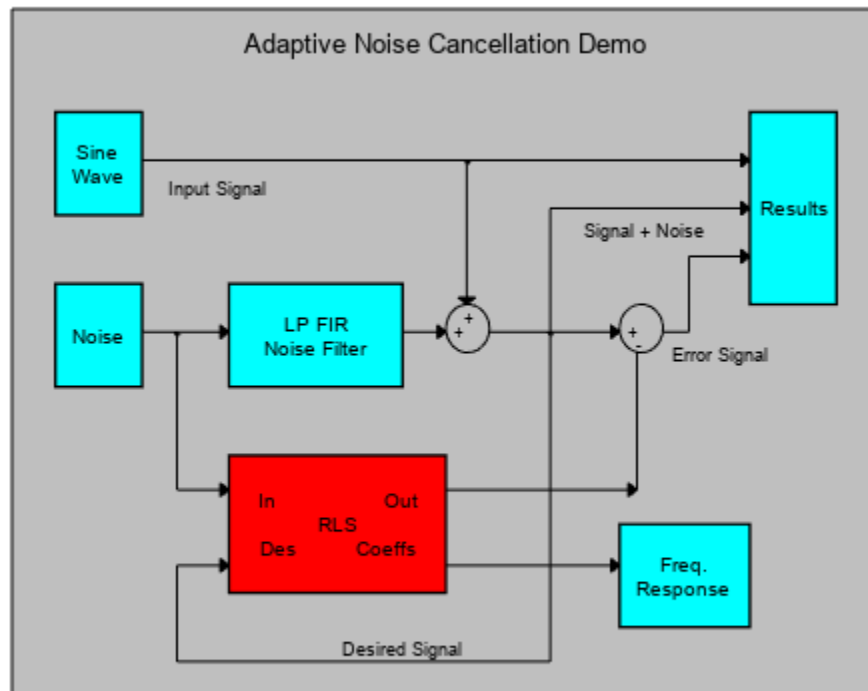 Adaptive Noise Cancellation Demo
Sine
Wave
Input Signal
Results
Signal + Noise
Noise
LP FIR
Noise Filter
+
+
+
-
Error Signal
In
Out
RLS
Des
Coeffs
Freq.
Response
Desired Signal